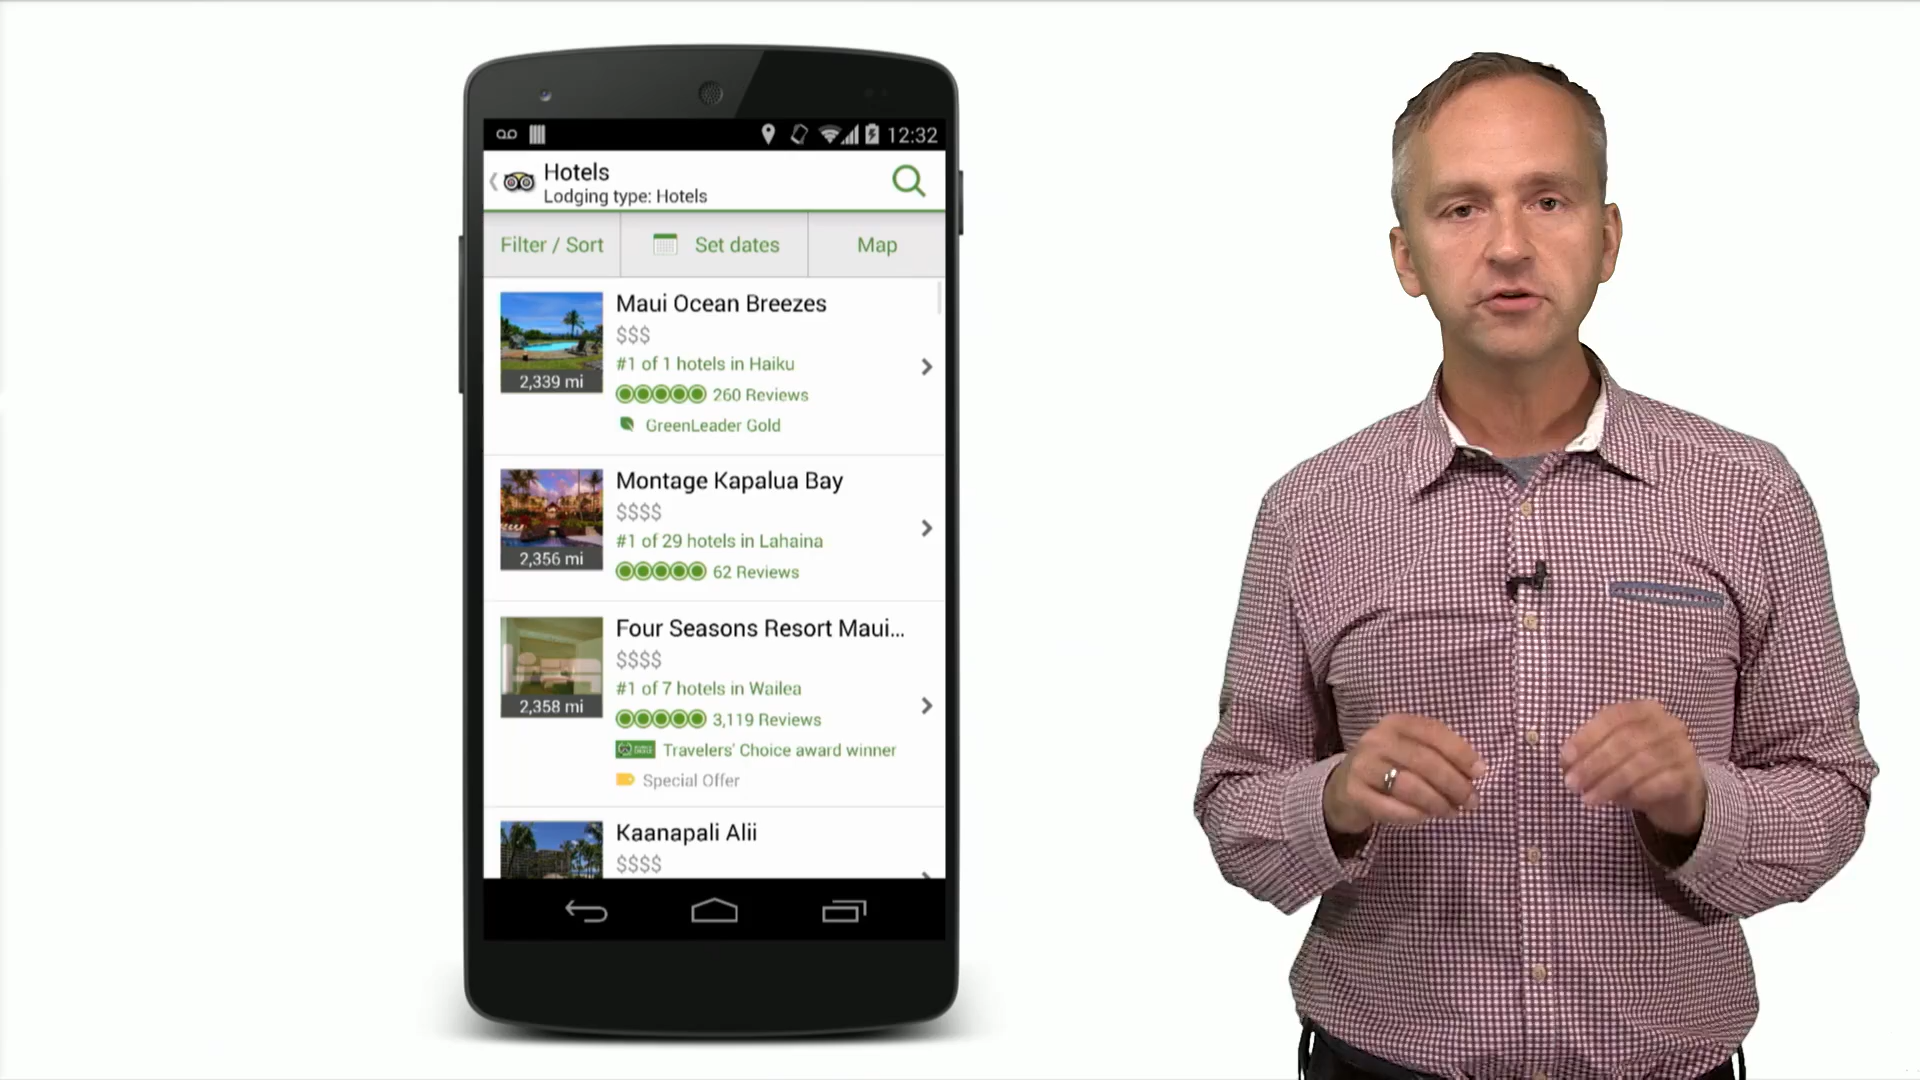 12:32
Hotels
Lodging type: Hotels
Filter / Sort
Set dates
Map
Maui Ocean Breezes
$$$
#1 of 1 hotels in Haiku
260 Reviews
GreenLeader Gold
2,339 mi
Montage Kapalua Bay
$$$$
#1 of 29 hotels in Lahaina
62 Reviews
2,356 mi
Four Seasons Resort Maui...
$$$$
#1 of 7 hotels in Wailea
3,119 Reviews
2,358 mi
Travelers' Choice award winner
Special Offer
Kaanapali Alii
$$$$